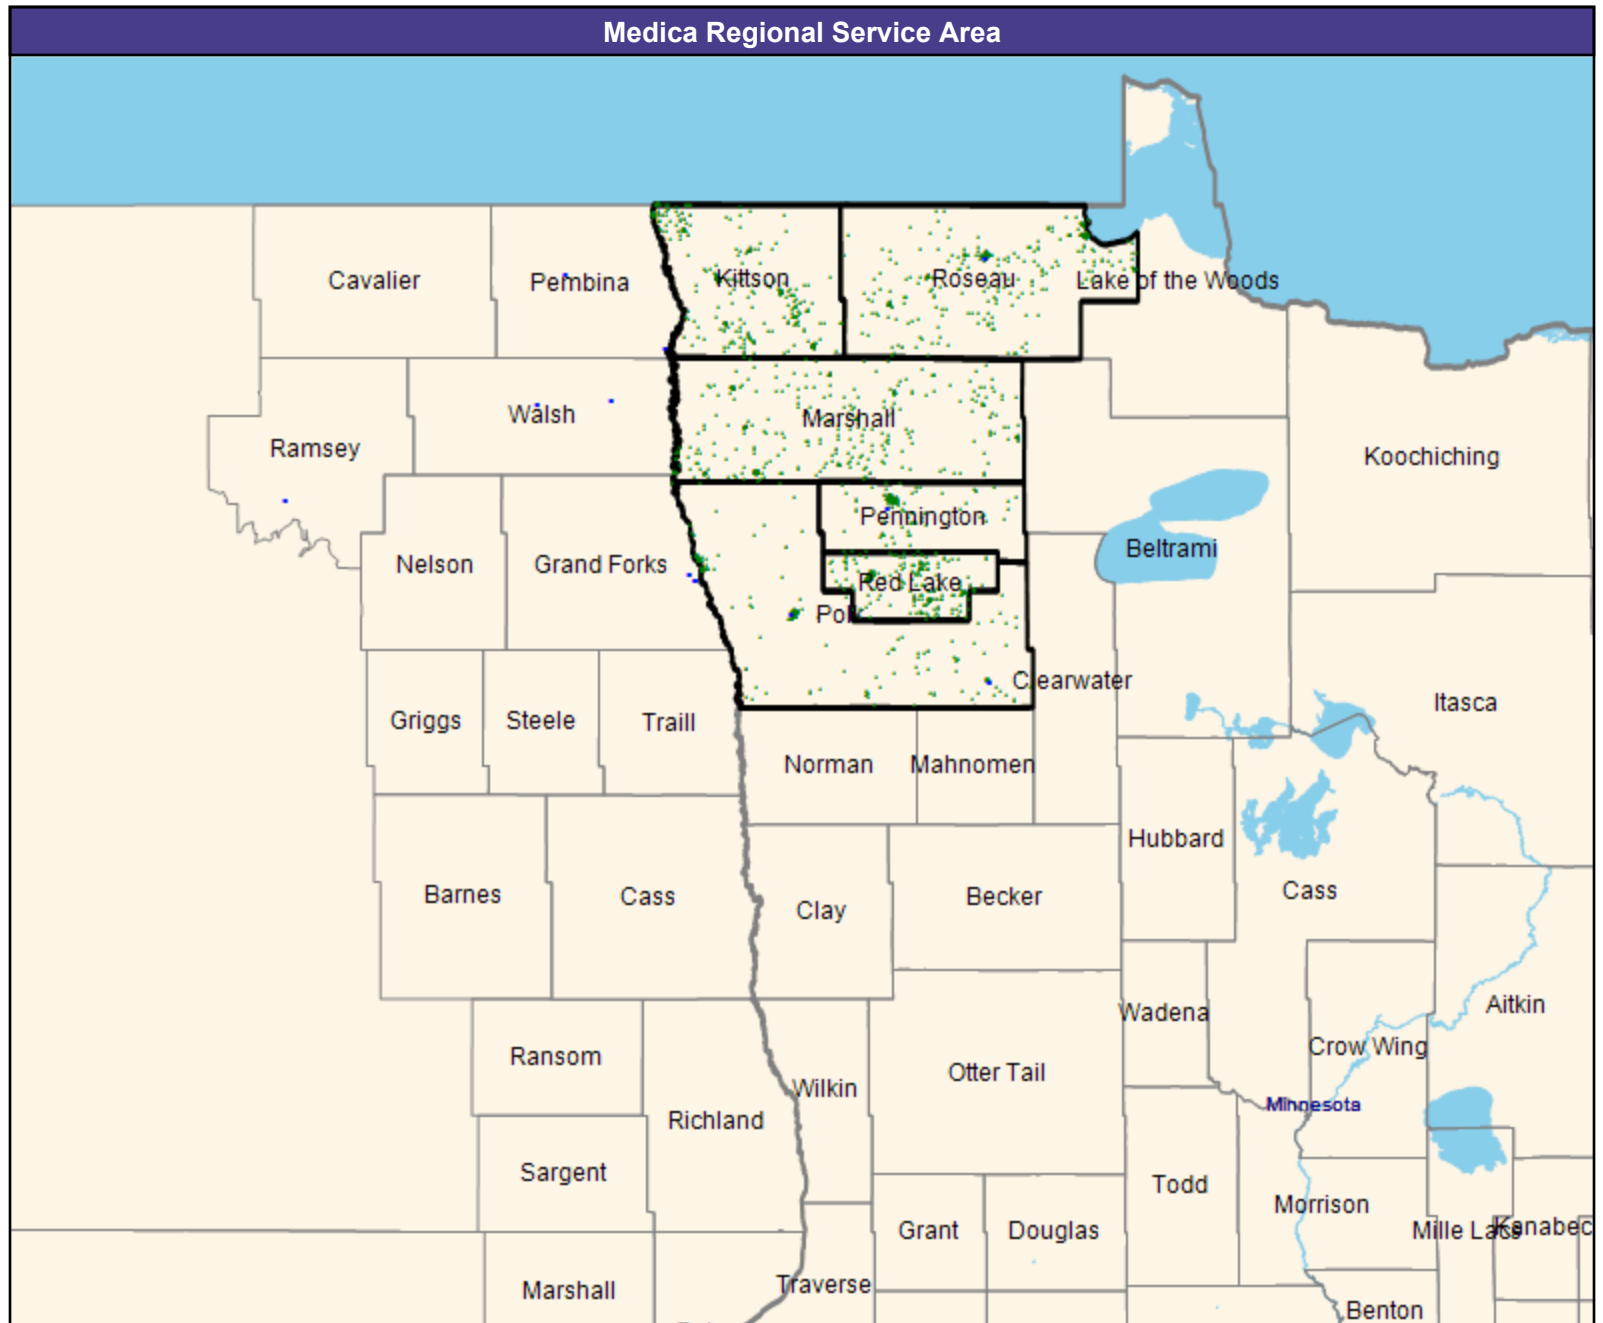 Medica Regional Service Area
Cavalier
Pembina
Kittson
Roseau
Lake of the Woods
Walsh
Marshall
Ramsey
Koochiching
Pennington
Nelson
Grand Forks
Beltrami
Red Lake
Polk
Clearwater
Itasca
Griggs
Steele
Traill
Norman
Mahnomen
Hubbard
Barnes
Cass
Clay
Becker
Cass
Wadena
Aitkin
Ransom
Crow Wing
Otter Tail
Wilkin
Minnesota
Richland
Sargent
Todd
Morrison
Grant
Douglas
Mille Lacs
Kanabec
Marshall
Traverse
Benton